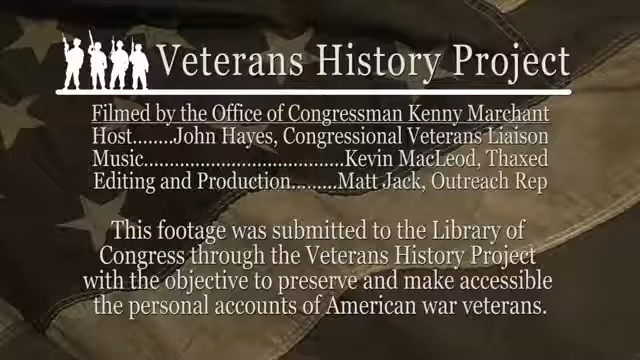 Veterans History Project
Filmed by the Office of Congressman Kenny Marchant
Host........John Hayes, Congressional Veterans Liaison
Music.......................................Kevin MacLeod, Thaxed
Editing and Production.........Matt Jack, Outreach Rep
This footage was submitted to the Library of
Congress through the Veterans History Project
with the objective to preserve and make accessible
the personal accounts of American war veterans.